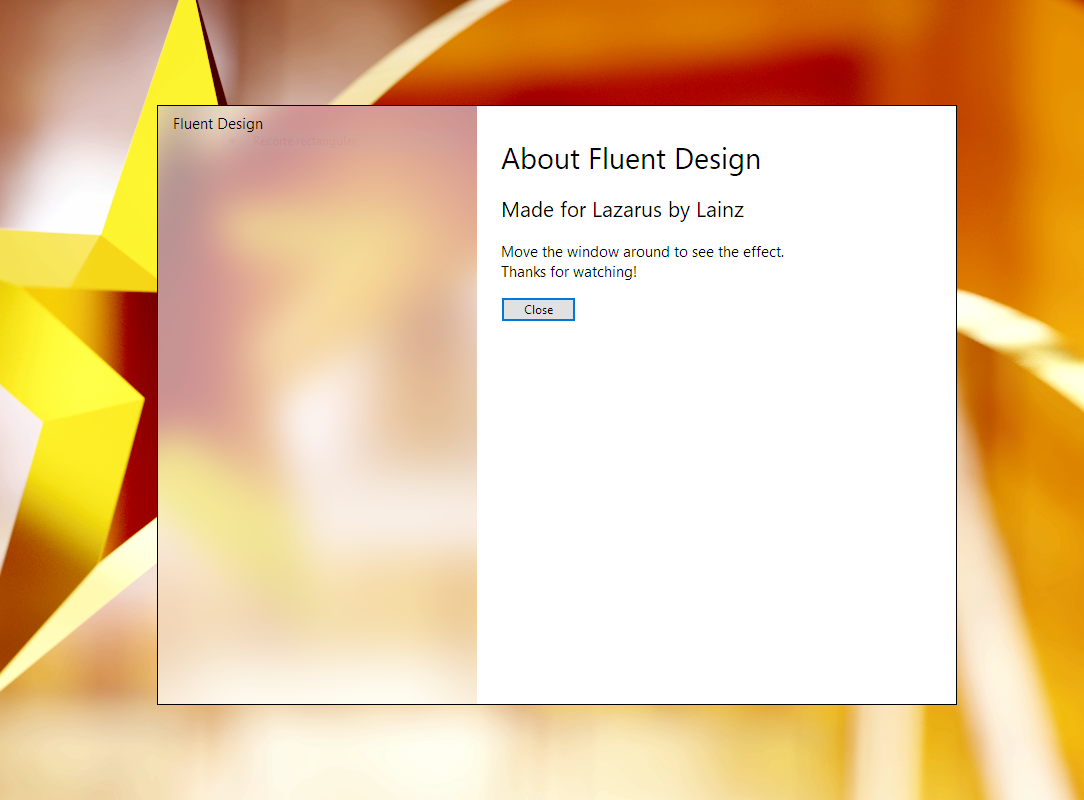 Fluent Design
About Fluent Design
Made for Lazarus by Lainz
Move the window around to see the effect.
Thanks for watching!
Close